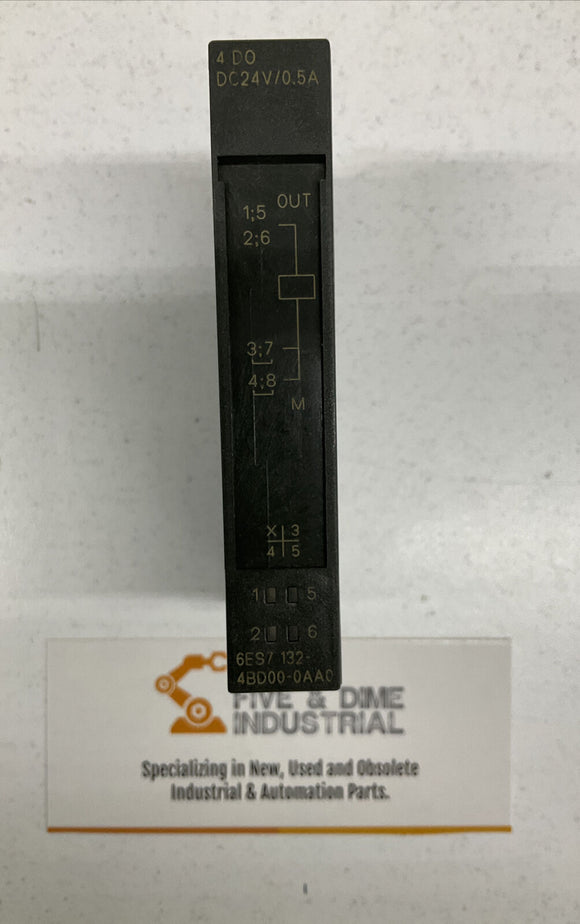 4 DO
DC24V/0.5A
OUT
1;5
2;6
3;7
4;8
M
X 3
4 5
1 5
2 6
6ES7 132-
4BD00-0AA0
FIVE & DIME
INDUSTRIAL
Specializing in New, Used and Obsolete
Industrial & Automation Parts.